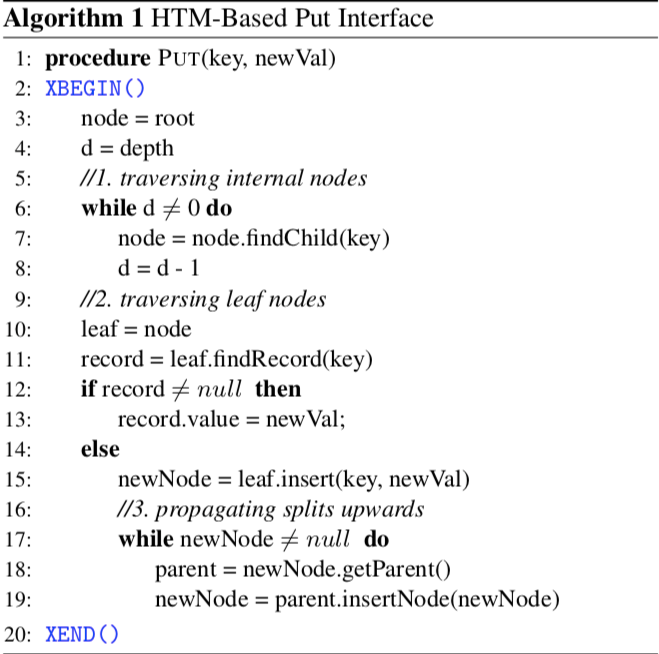 Algorithm 1 HTM-Based Put Interface
1: procedure PUT(key, newVal)
2: XBEGIN()
3: node = root
4: d = depth
5: //1. traversing internal nodes
6: while d ≠ 0 do
7: node = node.findChild(key)
8: d = d - 1
9: //2. traversing leaf nodes
10: leaf = node
11: record = leaf.findRecord(key)
12: if record ≠ null then
13: record.value = newVal;
14: else
15: newNode = leaf.insert(key, newVal)
16: //3. propagating splits upwards
17: while newNode ≠ null do
18: parent = newNode.getParent()
19: newNode = parent.insertNode(newNode)
20: XEND()